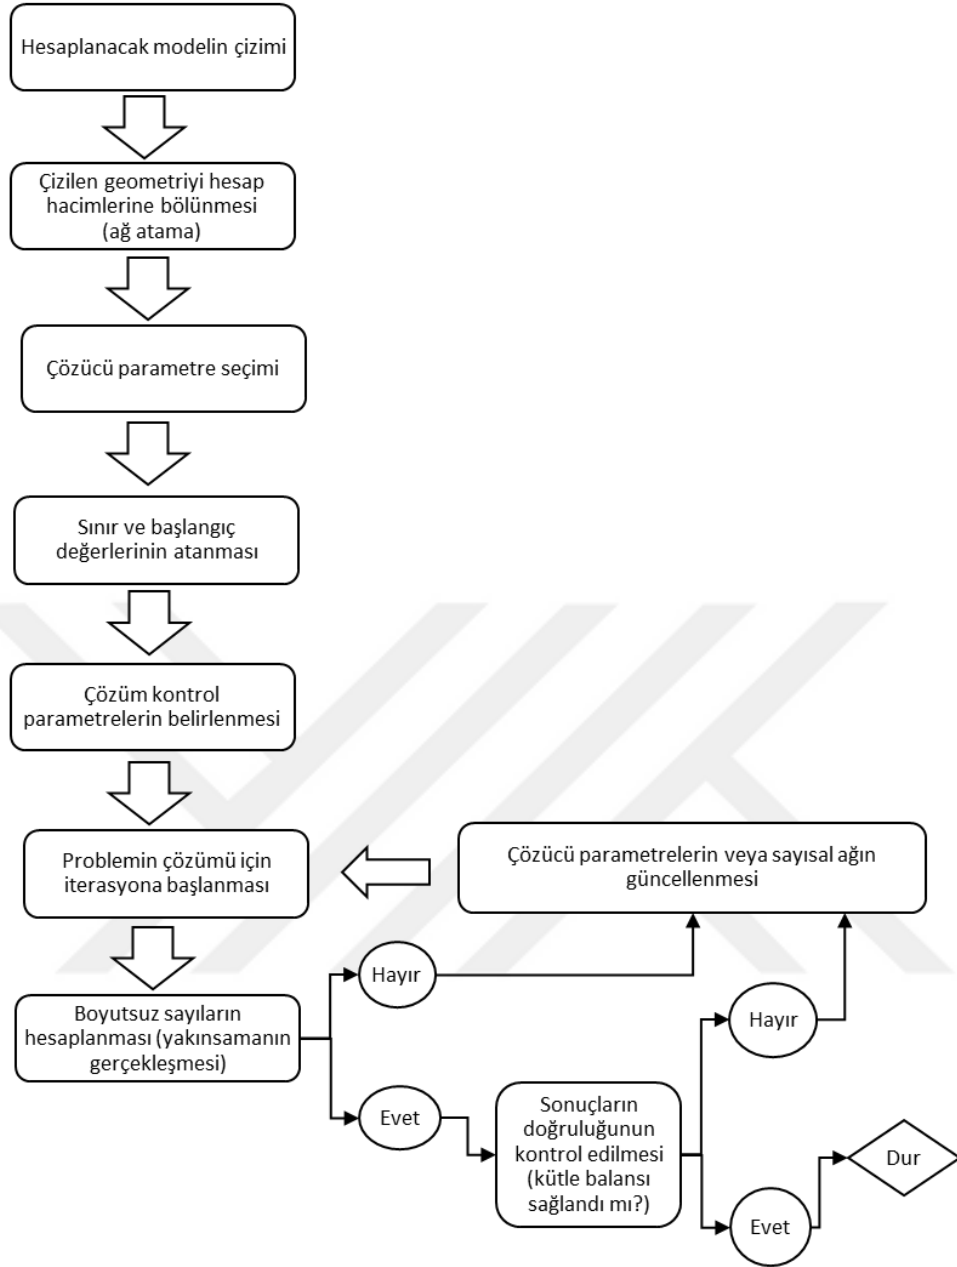 Hesaplanacak modelin çizimi
Çizilen geometriyi hesap
hacimlerine bölünmesi
(ağ atama)
Çözücü parametre seçimi
Sınır ve başlangıç
değerlerinin atanması
Çözüm kontrol
parametrelerin belirlenmesi
Problemin çözümü için
iterasyona başlanması
Çözücü parametrelerin veya sayısal ağın
güncellenmesi
Boyutsuz sayıların
hesaplanması (yakınsamanın
gerçekleşmesi)
Hayır
Evet
Sonuçların
doğruluğunun
kontrol edilmesi
(kütle balansı
sağlandı mı?)
Hayır
Evet
Dur